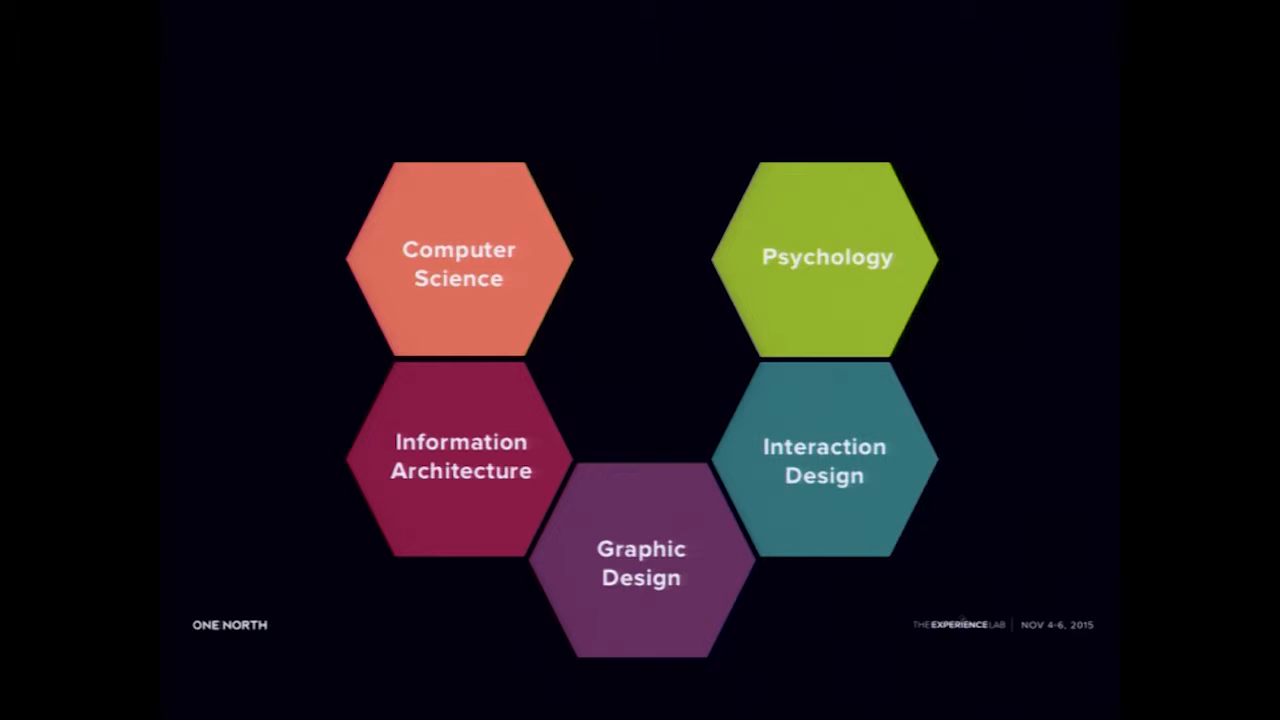 Computer
Science
Psychology
Information
Architecture
Interaction
Design
Graphic
Design
ONE NORTH
THE EXPERIENCE LAB | NOV 4-6, 2015